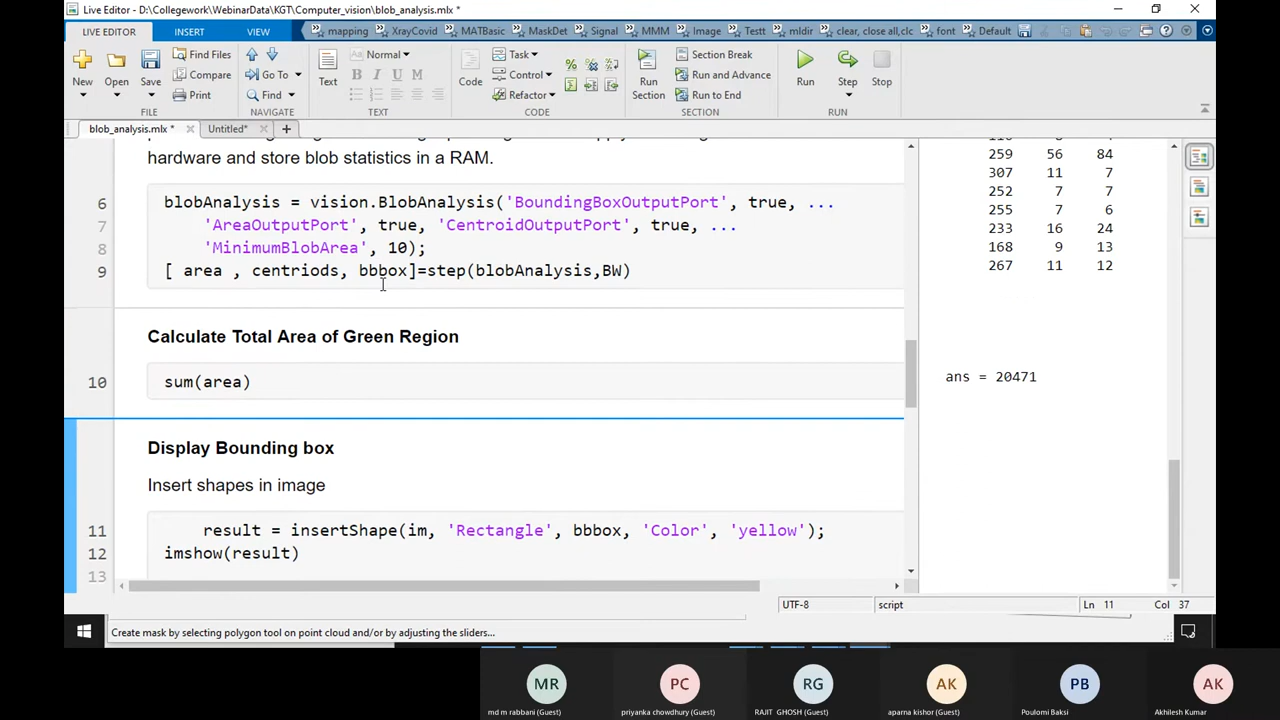 Live Editor - D:\Collegework\WebinarData\KGT\Computer_vision\blob_analysis.mlx *
LIVE EDITOR INSERT VIEW mapping XrayCovid MATBasic MaskDet Signal MMM Image Testt mldir clear, close all,clc font Default
New Open Save Find Files Compare Print Go To Find Text Normal B I U M Code Task Control Refactor Run Section Section Break Run and Advance Run to End Run Step Stop
FILE NAVIGATE TEXT CODE SECTION RUN
blob_analysis.mlx * Untitled*
hardware and store blob statistics in a RAM.
6 blobAnalysis = vision.BlobAnalysis('BoundingBoxOutputPort', true, ...
7 'AreaOutputPort', true, 'CentroidOutputPort', true, ...
8 'MinimumBlobArea', 10);
9 [ area , centriods, bbbox]=step(blobAnalysis,BW)
Calculate Total Area of Green Region
10 sum(area)
Display Bounding box
Insert shapes in image
11 result = insertShape(im, 'Rectangle', bbbox, 'Color', 'yellow');
12 imshow(result)
13
259 56 84
307 11 7
252 7 7
255 7 6
233 16 24
168 9 13
267 11 12
ans = 20471
UTF-8 script Ln 11 Col 37
Create mask by selecting polygon tool on point cloud and/or by adjusting the sliders...
MR PC RG AK PB AK
md m rabbani (Guest) priyanka chowdhury (Guest) RAJIT GHOSH (Guest) aparna kishor (Guest) Poulomi Baksi Akhilesh Kumar